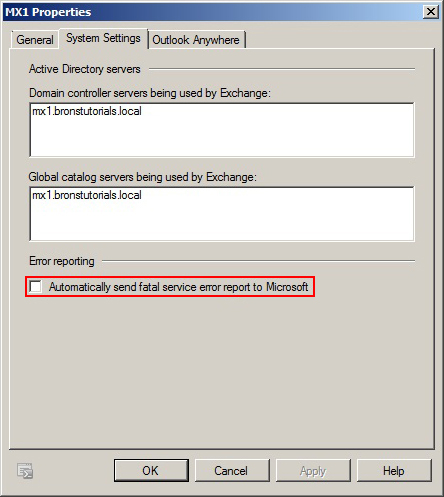 MX1 Properties
General
System Settings
Outlook Anywhere
Active Directory servers
Domain controller servers being used by Exchange:
mx1.bronstutorials.local
Global catalog servers being used by Exchange:
mx1.bronstutorials.local
Error reporting
Automatically send fatal service error report to Microsoft
OK
Cancel
Apply
Help